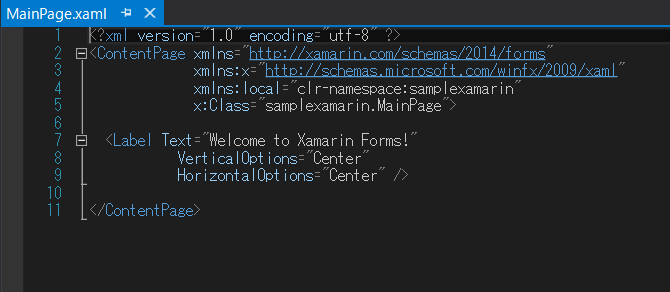 MainPage.xaml
1 <?xml version="1.0" encoding="utf-8" ?>
2 <ContentPage xmlns="http://xamarin.com/schemas/2014/forms"
3 xmlns:x="http://schemas.microsoft.com/winfx/2009/xaml"
4 xmlns:local="clr-namespace:samplexamarin"
5 x:Class="samplexamarin.MainPage">
6
7 <Label Text="Welcome to Xamarin Forms!"
8 VerticalOptions="Center"
9 HorizontalOptions="Center" />
10
11 </ContentPage>